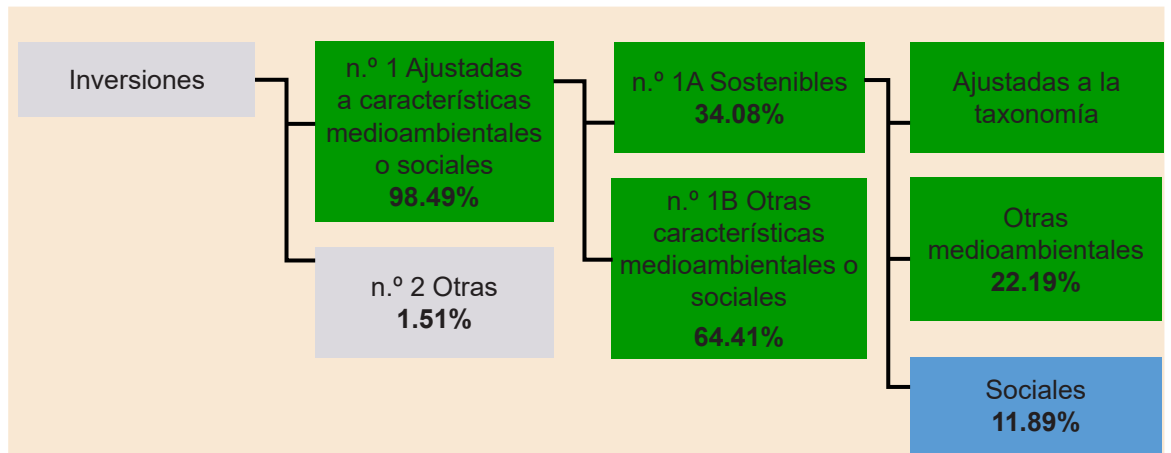 Inversiones
n.º 1 Ajustadas
a características
medioambientales
o sociales
98.49%
n.º 2 Otras
1.51%
n.º 1A Sostenibles
34.08%
n.º 1B Otras
características
medioambientales o
sociales
64.41%
Ajustadas a la
taxonomía
Otras
medioambientales
22.19%
Sociales
11.89%